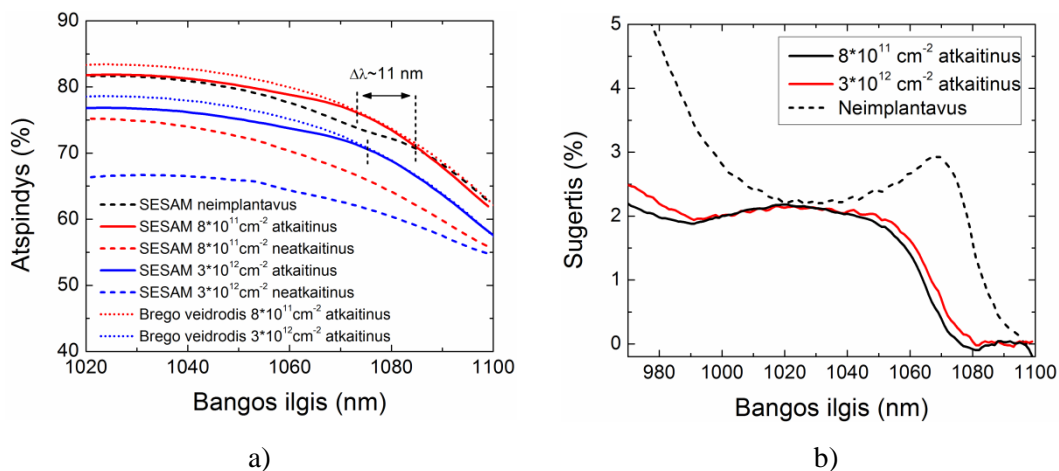 90
80
70
60
50
40
Atspindys (%)
Δλ~11 nm
SESAM neimplantavus
SESAM 8*10¹¹cm⁻² atkaitinus
SESAM 8*10¹¹cm⁻² neatkaitinus
SESAM 3*10¹²cm⁻² atkaitinus
SESAM 3*10¹²cm⁻² neatkaitinus
Brego veidrodis 8*10¹¹cm⁻² atkaitinus
Brego veidrodis 3*10¹²cm⁻² atkaitinus
1020 1040 1060 1080 1100
Bangos ilgis (nm)
a)
6
5
4
3
2
1
0
Sugertis (%)
8*10¹¹ cm⁻² atkaitinus
3*10¹² cm⁻² atkaitinus
Neimplantavus
980 1000 1020 1040 1060 1080 1100
Bangos ilgis (nm)
b)